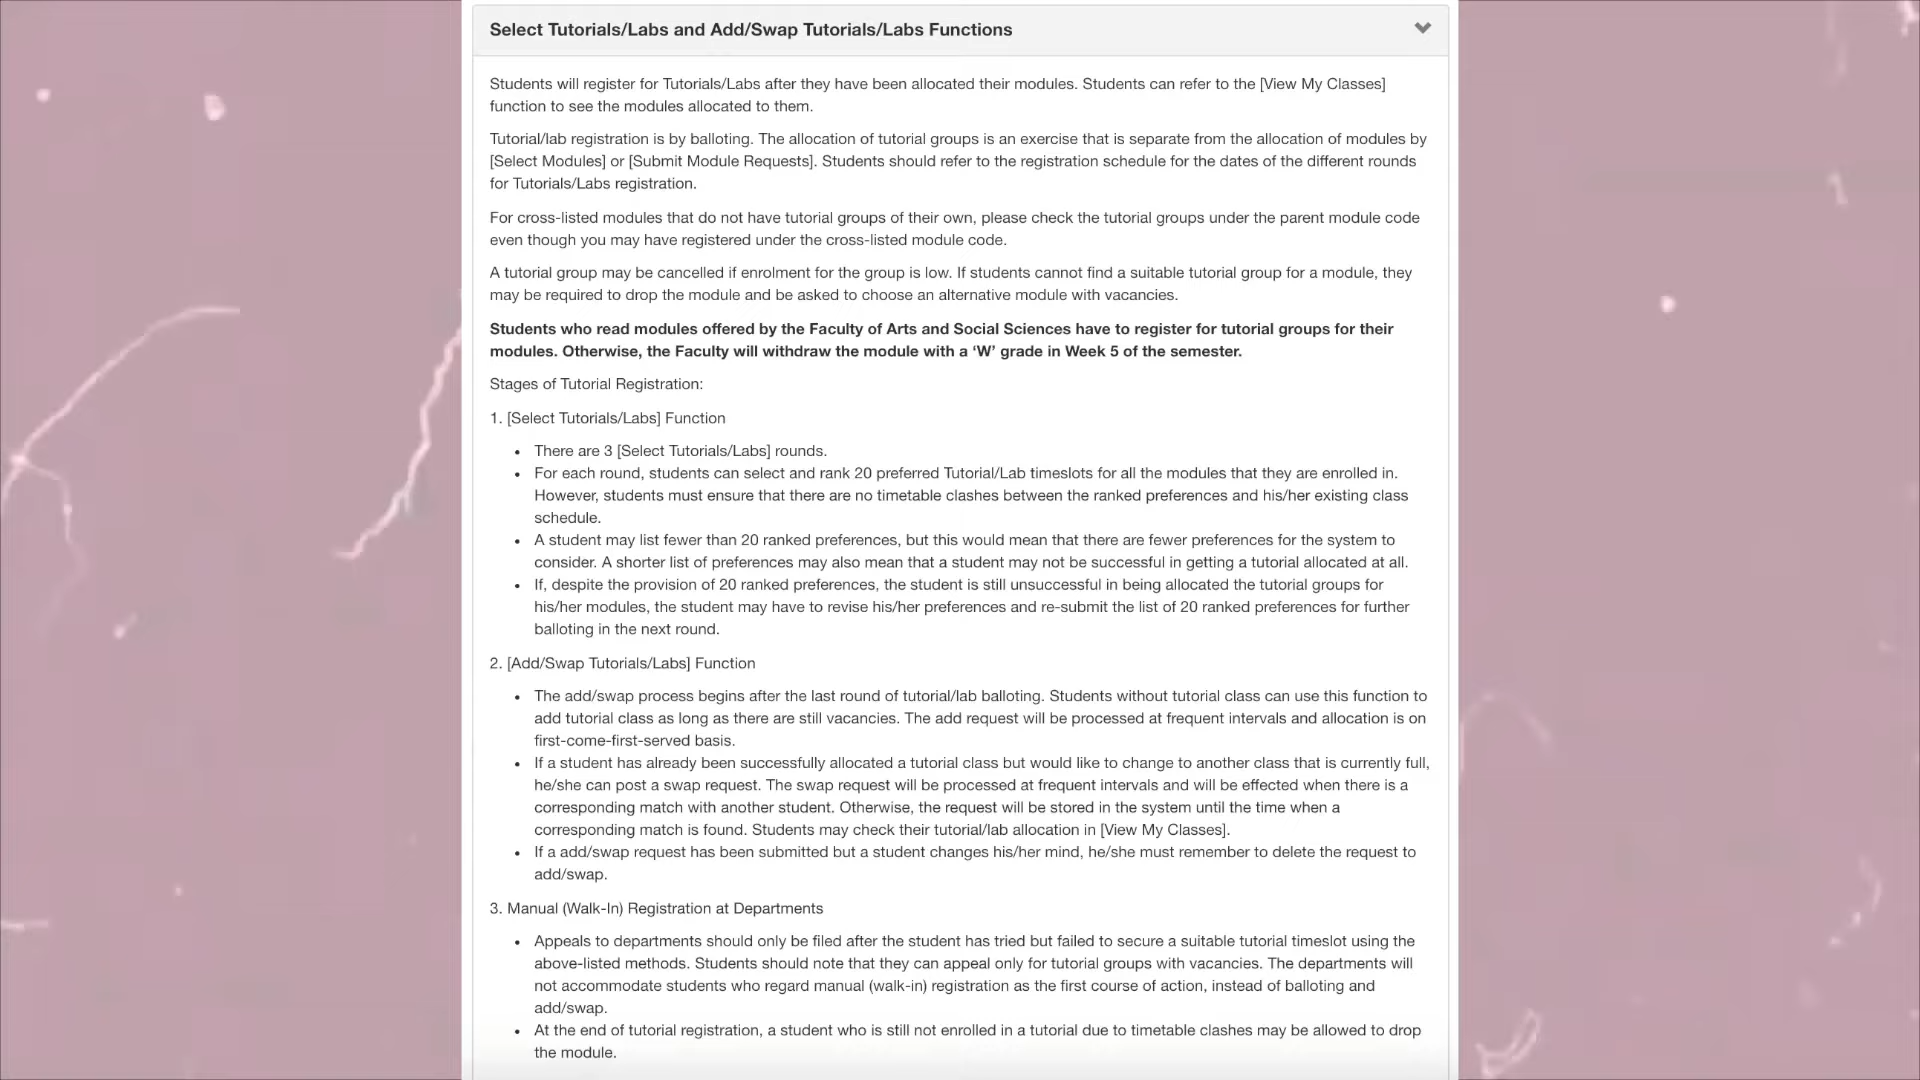 Select Tutorials/Labs and Add/Swap Tutorials/Labs Functions
Students will register for Tutorials/Labs after they have been allocated their modules. Students can refer to the [View My Classes]
function to see the modules allocated to them.
Tutorial/lab registration is by balloting. The allocation of tutorial groups is an exercise that is separate from the allocation of modules by
[Select Modules] or [Submit Module Requests]. Students should refer to the registration schedule for the dates of the different rounds
for Tutorials/Labs registration.
For cross-listed modules that do not have tutorial groups of their own, please check the tutorial groups under the parent module code
even though you may have registered under the cross-listed module code.
A tutorial group may be cancelled if enrolment for the group is low. If students cannot find a suitable tutorial group for a module, they
may be required to drop the module and be asked to choose an alternative module with vacancies.
Students who read modules offered by the Faculty of Arts and Social Sciences have to register for tutorial groups for their
modules. Otherwise, the Faculty will withdraw the module with a ‘W’ grade in Week 5 of the semester.
Stages of Tutorial Registration:
1. [Select Tutorials/Labs] Function
• There are 3 [Select Tutorials/Labs] rounds.
• For each round, students can select and rank 20 preferred Tutorial/Lab timeslots for all the modules that they are enrolled in.
However, students must ensure that there are no timetable clashes between the ranked preferences and his/her existing class
schedule.
• A student may list fewer than 20 ranked preferences, but this would mean that there are fewer preferences for the system to
consider. A shorter list of preferences may also mean that a student may not be successful in getting a tutorial allocated at all.
• If, despite the provision of 20 ranked preferences, the student is still unsuccessful in being allocated the tutorial groups for
his/her modules, the student may have to revise his/her preferences and re-submit the list of 20 ranked preferences for further
balloting in the next round.
2. [Add/Swap Tutorials/Labs] Function
• The add/swap process begins after the last round of tutorial/lab balloting. Students without tutorial class can use this function to
add tutorial class as long as there are still vacancies. The add request will be processed at frequent intervals and allocation is on
first-come-first-served basis.
• If a student has already been successfully allocated a tutorial class but would like to change to another class that is currently full,
he/she can post a swap request. The swap request will be processed at frequent intervals and will be effected when there is a
corresponding match with another student. Otherwise, the request will be stored in the system until the time when a
corresponding match is found. Students may check their tutorial/lab allocation in [View My Classes].
• If a add/swap request has been submitted but a student changes his/her mind, he/she must remember to delete the request to
add/swap.
3. Manual (Walk-In) Registration at Departments
• Appeals to departments should only be filed after the student has tried but failed to secure a suitable tutorial timeslot using the
above-listed methods. Students should note that they can appeal only for tutorial groups with vacancies. The departments will
not accommodate students who regard manual (walk-in) registration as the first course of action, instead of balloting and
add/swap.
• At the end of tutorial registration, a student who is still not enrolled in a tutorial due to timetable clashes may be allowed to drop
the module.